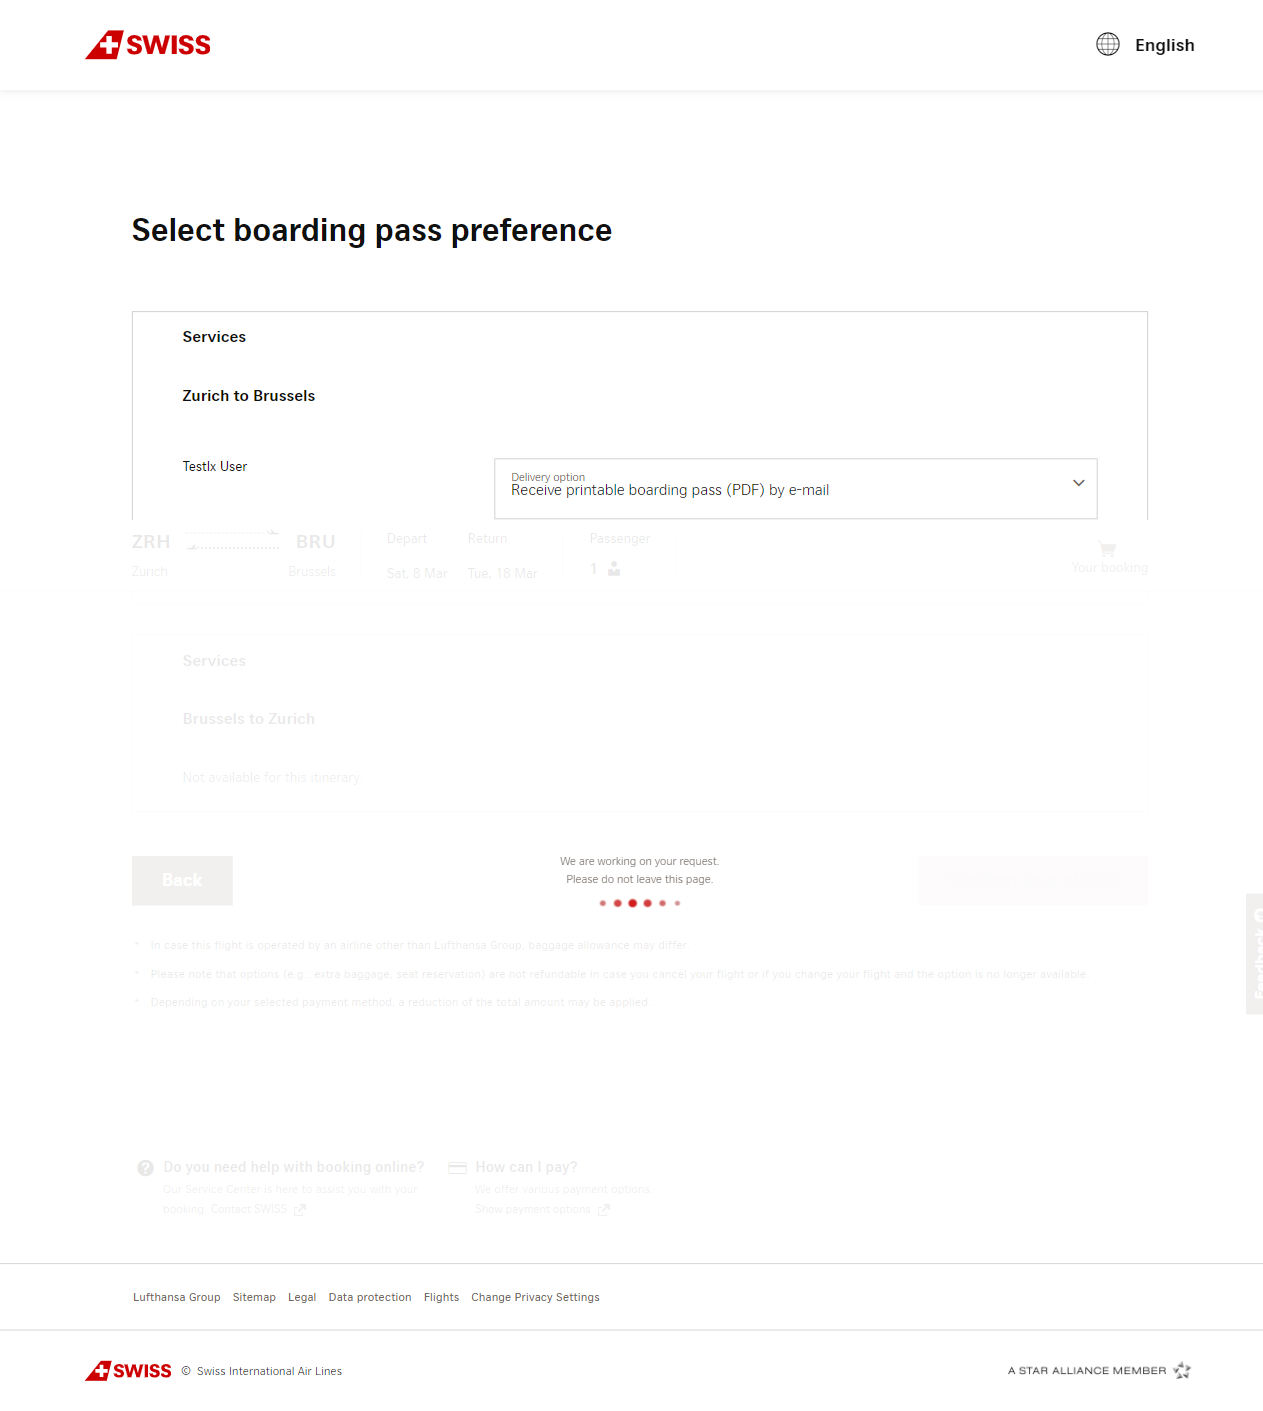 SWISS
English
Select boarding pass preference
Services
Zurich to Brussels
TestIx User
Delivery option
Receive printable boarding pass (PDF) by e-mail
ZRH BRU Depart Return Passenger
Zurich Brussels Sat, 8 Mar Tue, 18 Mar 1 Your booking
Services
Brussels to Zurich
Not available for this itinerary
Back
We are working on your request.
Please do not leave this page.
Feedback
* In case this flight is operated by an airline other than Lufthansa Group, baggage allowance may differ
* Please note that options (e.g., extra baggage, seat reservation) are not refundable in case you cancel your flight or if you change your flight and the option is no longer available
* Depending on your selected payment method, a reduction of the total amount may be applied
Do you need help with booking online?
Our Service Center is here to assist you with your
booking. Contact SWISS
How can I pay?
We offer various payment options.
Show payment options
Lufthansa Group Sitemap Legal Data protection Flights Change Privacy Settings
SWISS © Swiss International Air Lines
A STAR ALLIANCE MEMBER